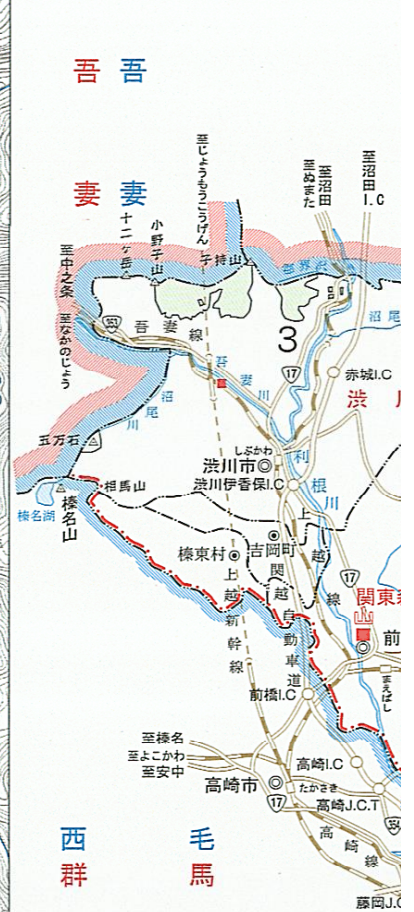 吾妻
吾妻
至じょうもうこうげん
至ぬまた
至沼田
至沼田I.C
十二ヶ岳
小野子山
子持山
至中之条
至なかのじょう
353
吾妻線
吾妻川
沼尾川
沼尾
3
17
赤城I.C
渋川
しぶかわ
渋川市
渋川伊香保I.C
利根川
五万石
相馬山
榛名湖
榛名山
榛東村
吉岡町
上越線
上越新幹線
関越自動車道
17
関東
前
まえばし
前橋I.C
至榛名
至よこかわ
至安中
高崎I.C
高崎市
たかさき
17
高崎J.C.T
354
高崎線
藤岡J.C
西毛
群馬